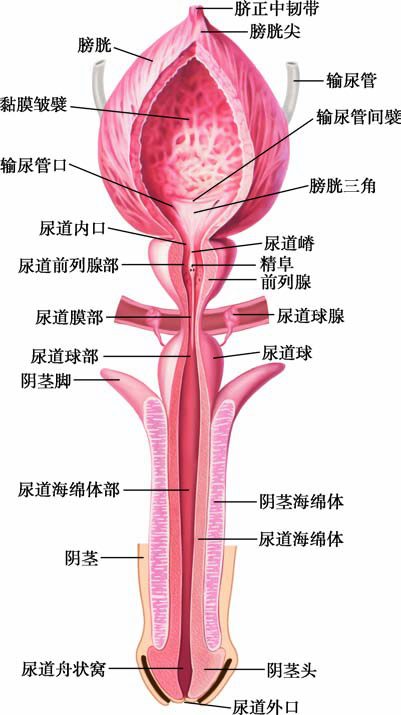 脐正中韧带
膀胱尖
膀胱
输尿管
黏膜皱襞
输尿管间襞
输尿管口
膀胱三角
尿道内口
尿道嵴
尿道前列腺部
精阜
前列腺
尿道膜部
尿道球腺
尿道球部
尿道球
阴茎脚
尿道海绵体部
阴茎海绵体
尿道海绵体
阴茎
尿道舟状窝
阴茎头
尿道外口